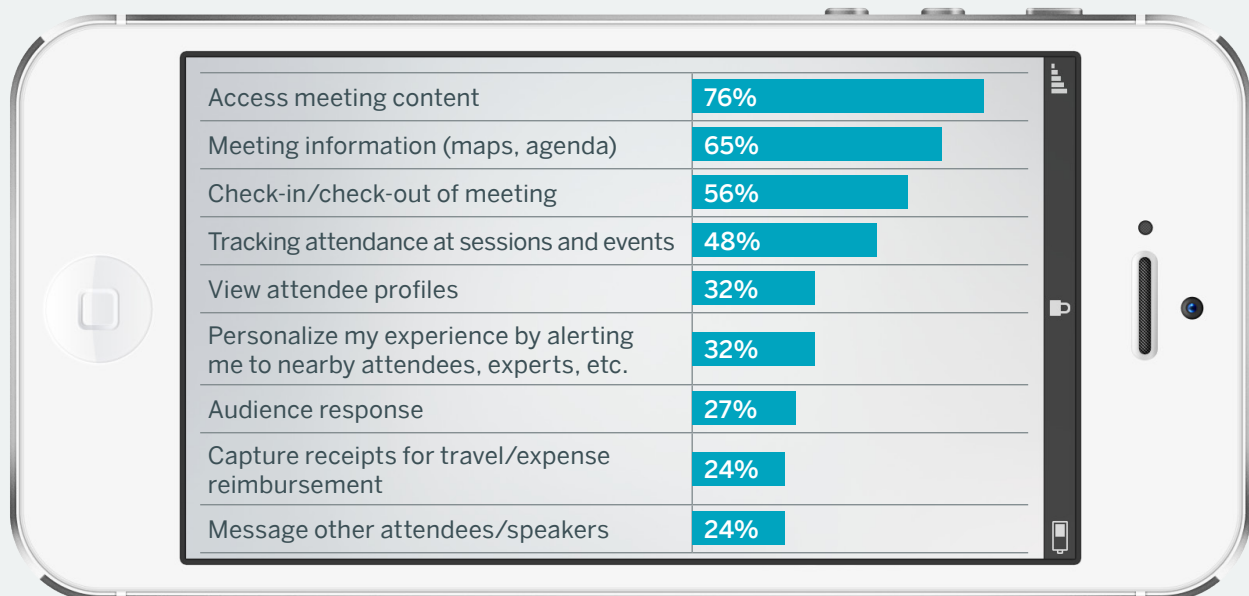 Access meeting content 76%
Meeting information (maps, agenda) 65%
Check-in/check-out of meeting 56%
Tracking attendance at sessions and events 48%
View attendee profiles 32%
Personalize my experience by alerting
me to nearby attendees, experts, etc. 32%
Audience response 27%
Capture receipts for travel/expense
reimbursement 24%
Message other attendees/speakers 24%